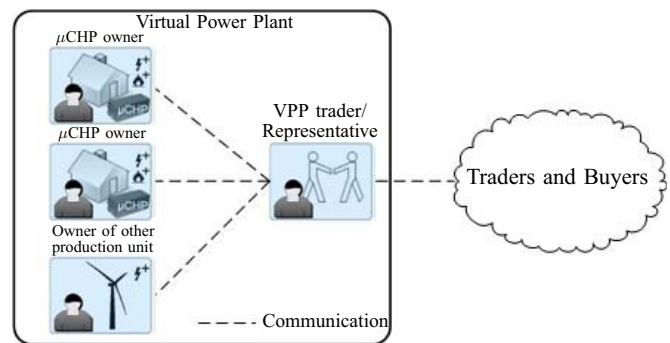 Virtual Power Plant
μCHP owner
μCHP
μCHP owner
μCHP
Owner of other
production unit
VPP trader/
Representative
Traders and Buyers
Communication